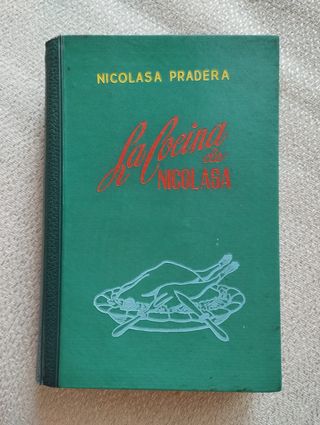 NICOLASA PRADERA
La Cocina
de
NICOLASA